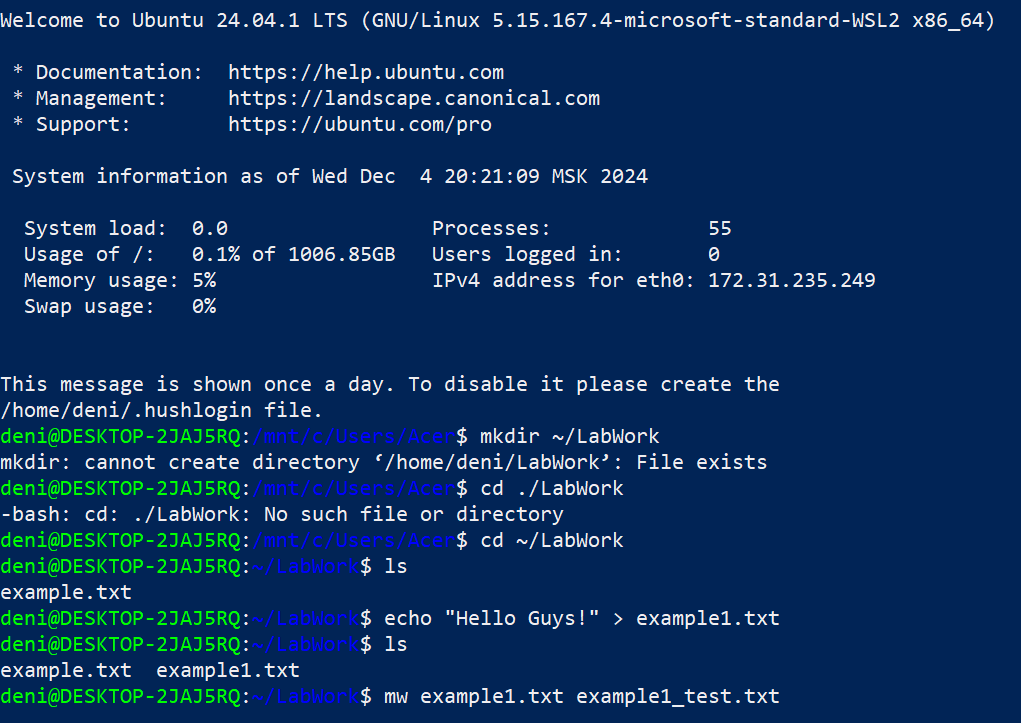 Welcome to Ubuntu 24.04.1 LTS (GNU/Linux 5.15.167.4-microsoft-standard-WSL2 x86_64)
* Documentation:  https://help.ubuntu.com
* Management:     https://landscape.canonical.com
* Support:        https://ubuntu.com/pro
System information as of Wed Dec  4 20:21:09 MSK 2024
System load:  0.0                 Processes:             55
Usage of /:   0.1% of 1006.85GB   Users logged in:       0
Memory usage: 5%                  IPv4 address for eth0: 172.31.235.249
Swap usage:   0%
This message is shown once a day. To disable it please create the
/home/deni/.hushlogin file.
deni@DESKTOP-2JAJ5RQ:/mnt/c/Users/Acer$ mkdir ~/LabWork
mkdir: cannot create directory ‘/home/deni/LabWork’: File exists
deni@DESKTOP-2JAJ5RQ:/mnt/c/Users/Acer$ cd ./LabWork
-bash: cd: ./LabWork: No such file or directory
deni@DESKTOP-2JAJ5RQ:/mnt/c/Users/Acer$ cd ~/LabWork
deni@DESKTOP-2JAJ5RQ:~/LabWork$ ls
example.txt
deni@DESKTOP-2JAJ5RQ:~/LabWork$ echo "Hello Guys!" > example1.txt
deni@DESKTOP-2JAJ5RQ:~/LabWork$ ls
example.txt  example1.txt
deni@DESKTOP-2JAJ5RQ:~/LabWork$ mw example1.txt example1_test.txt